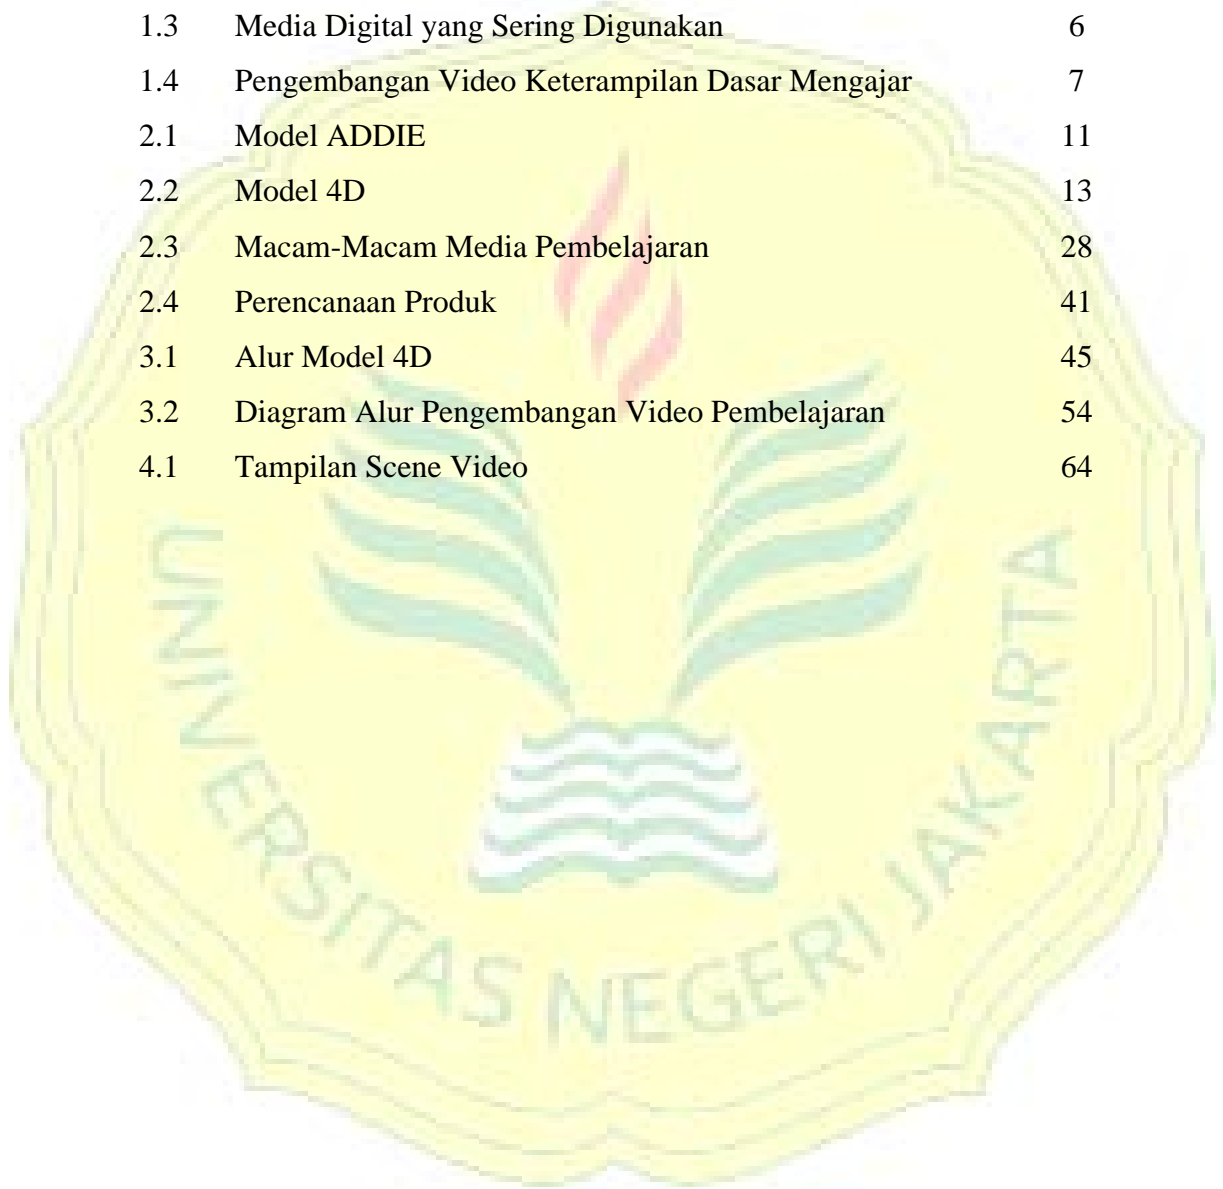 1.3 Media Digital yang Sering Digunakan 6
1.4 Pengembangan Video Keterampilan Dasar Mengajar 7
2.1 Model ADDIE 11
2.2 Model 4D 13
2.3 Macam-Macam Media Pembelajaran 28
2.4 Perencanaan Produk 41
3.1 Alur Model 4D 45
3.2 Diagram Alur Pengembangan Video Pembelajaran 54
4.1 Tampilan Scene Video 64
UNIVERSITAS NEGERI JAKARTA